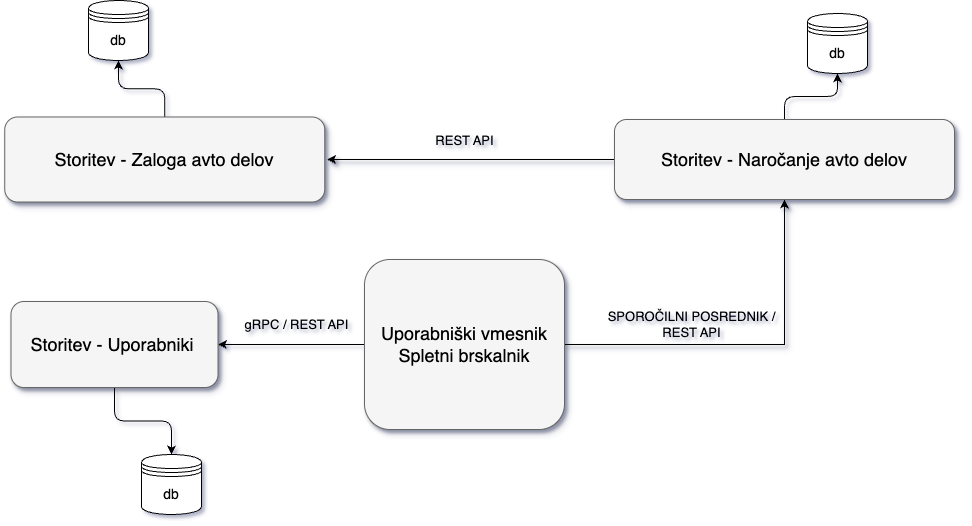 db
db
Storitev - Zaloga avto delov
REST API
Storitev - Naročanje avto delov
gRPC / REST API
Uporabniški vmesnik
Spletni brskalnik
SPOROČILNI POSREDNIK /
REST API
Storitev - Uporabniki
db